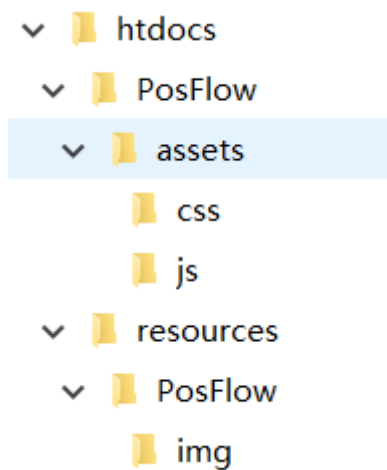 htdocs
PosFlow
assets
css
js
resources
PosFlow
img